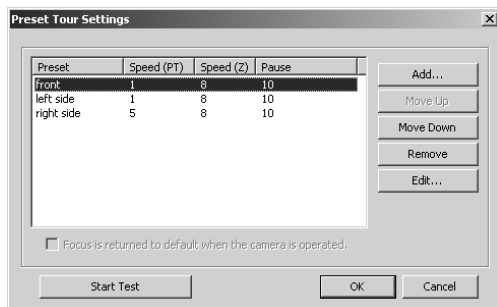 Preset Tour Settings
Preset Speed (PT) Speed (Z) Pause
front 1 8 10
left side 1 8 10
right side 5 8 10
Add...
Move Up
Move Down
Remove
Edit...
Focus is returned to default when the camera is operated.
Start Test OK Cancel